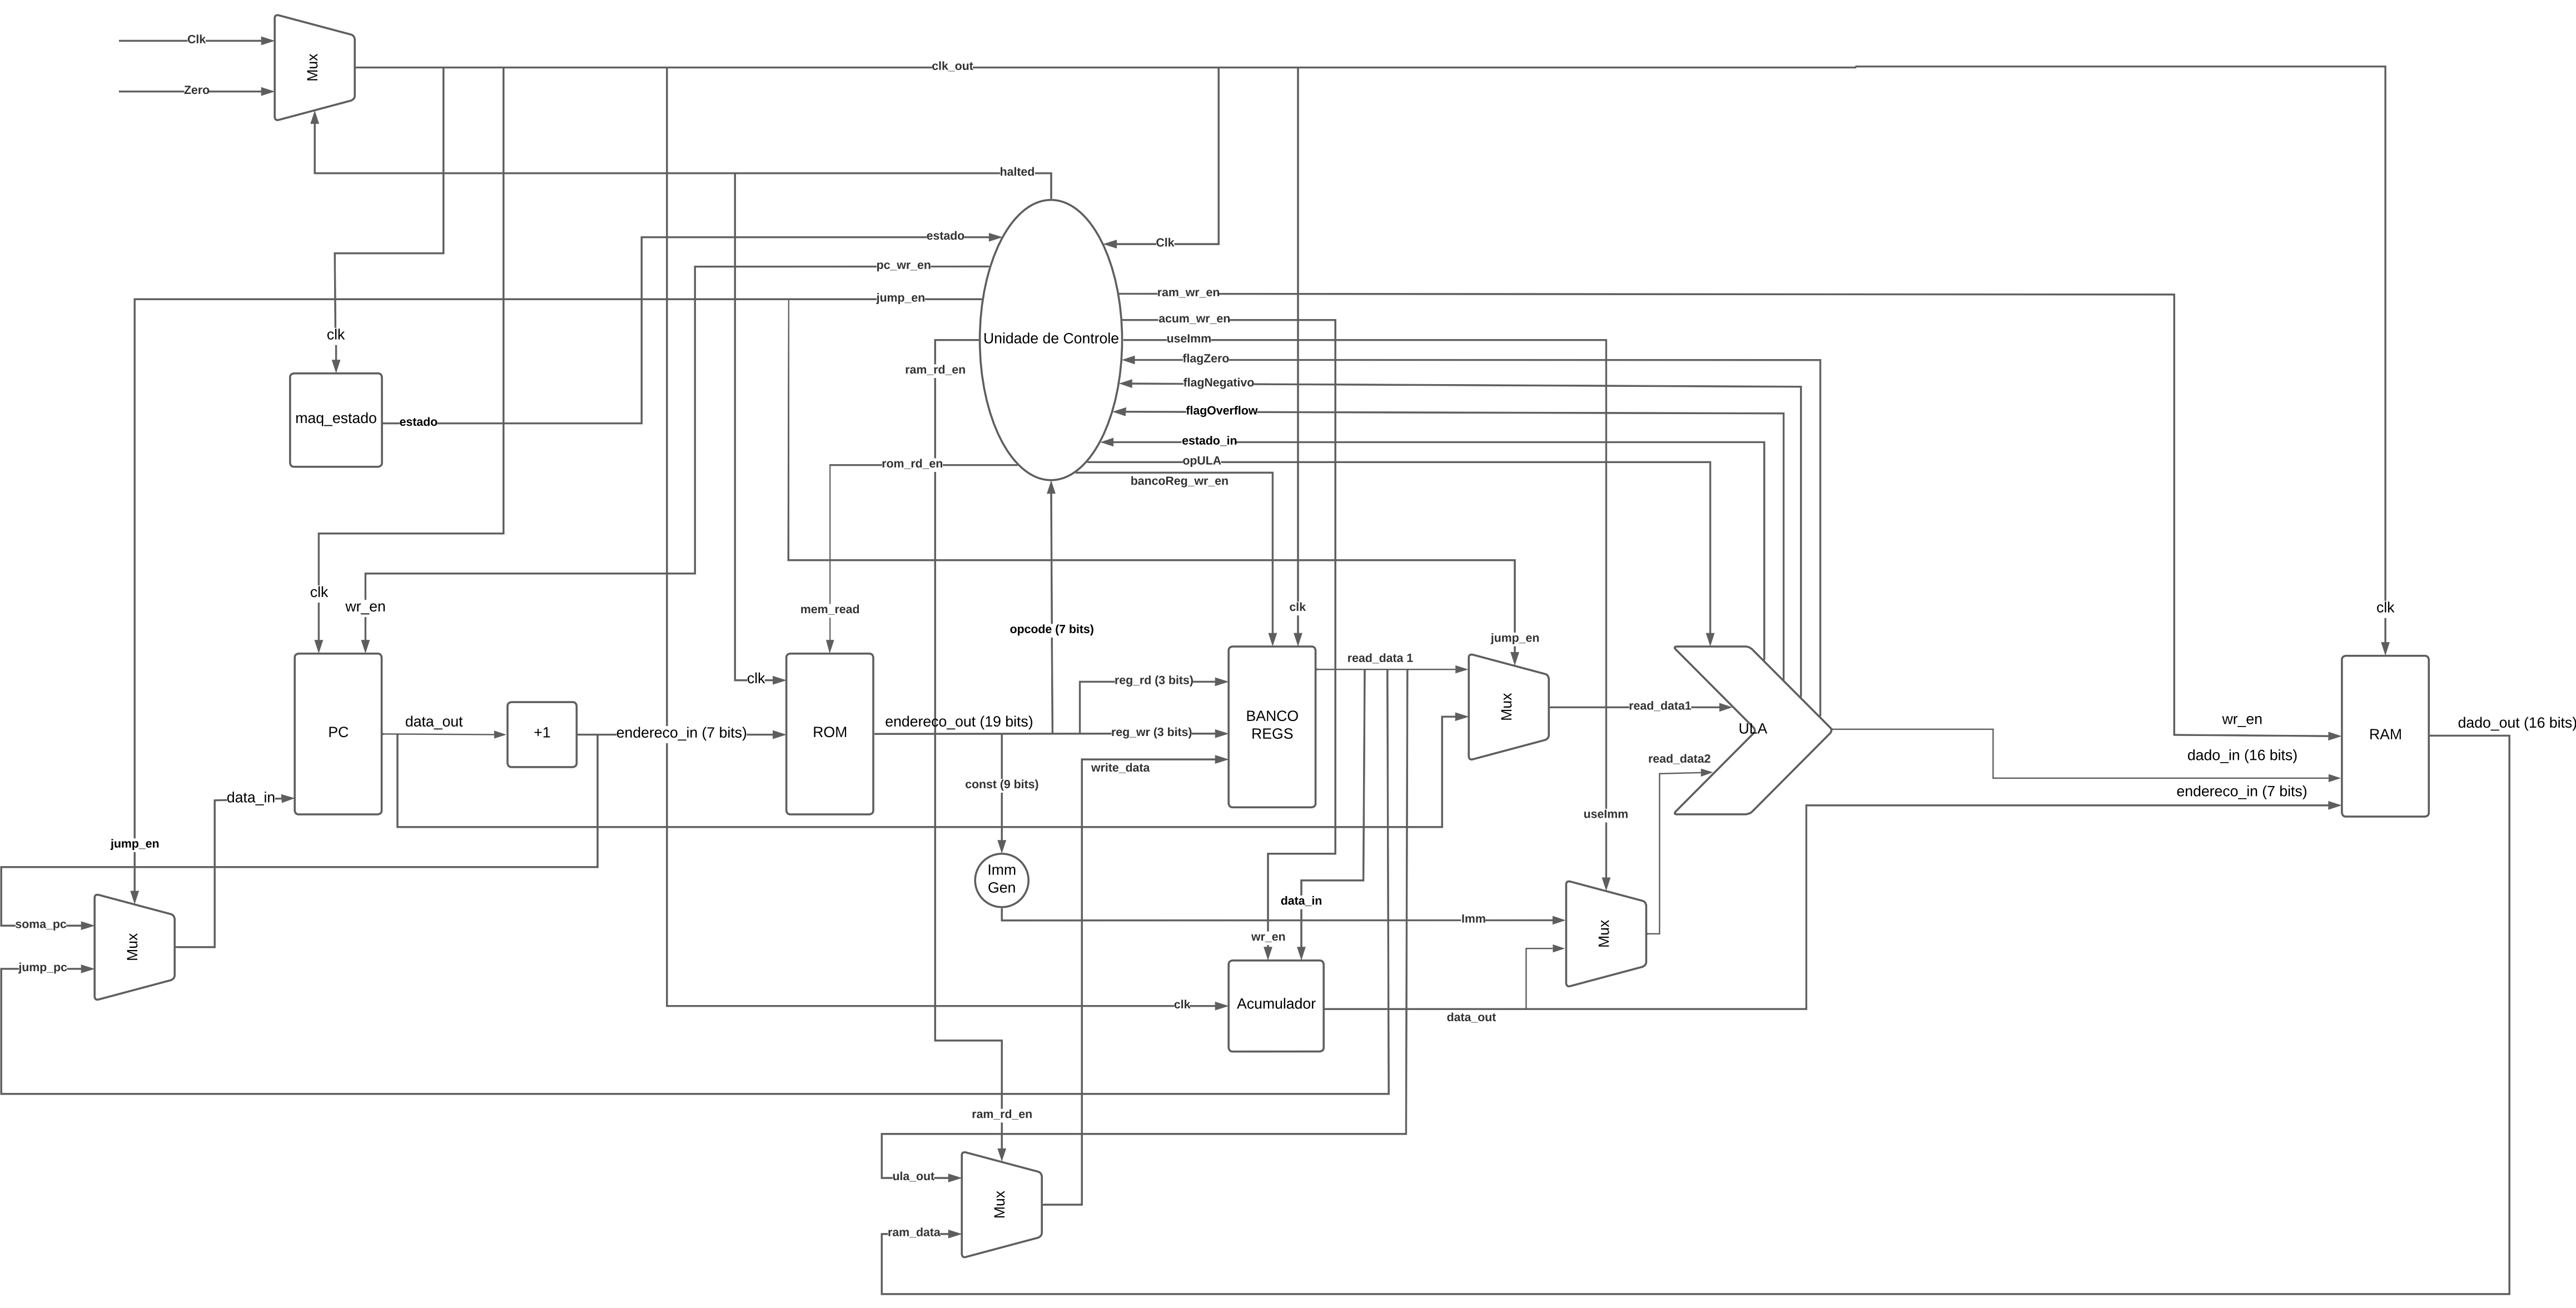 Clk
Mux
clk_out
Zero
halted
estado
Clk
pc_wr_en
jump_en
ram_wr_en
acum_wr_en
clk
Unidade de Controle
useImm
flagZero
ram_rd_en
flagNegativo
maq_estado
estado
flagOverflow
estado_in
rom_rd_en
opULA
bancoReg_wr_en
clk
wr_en
mem_read
clk
clk
opcode (7 bits)
jump_en
read_data 1
clk
reg_rd (3 bits)
Mux
read_data1
data_out
endereco_out (19 bits)
BANCO
REGS
wr_en
dado_out (16 bits)
PC
+1
endereco_in (7 bits)
ROM
reg_wr (3 bits)
ULA
RAM
dado_in (16 bits)
read_data2
write_data
const (9 bits)
endereco_in (7 bits)
data_in
useImm
jump_en
Imm
Gen
data_in
soma_pc
Imm
Mux
wr_en
Mux
jump_pc
clk
Acumulador
data_out
ram_rd_en
ula_out
Mux
ram_data